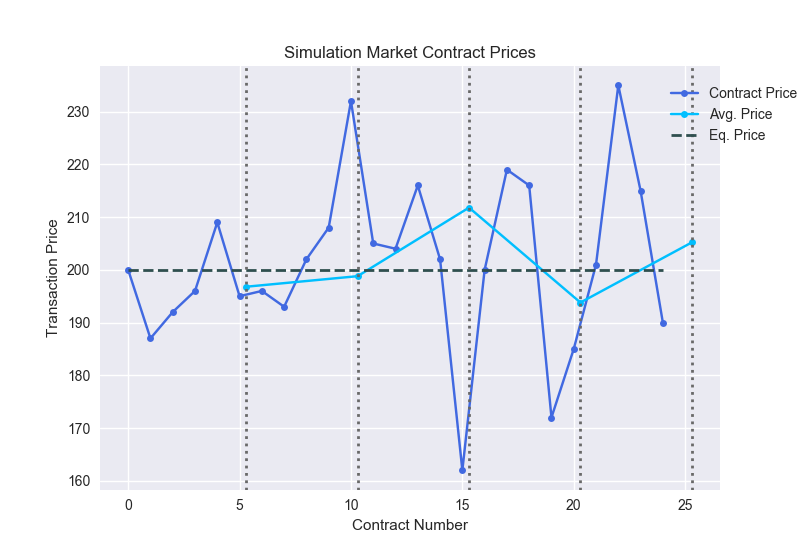 Simulation Market Contract Prices
Contract Price
Avg. Price
Eq. Price
Transaction Price
230
220
210
200
190
180
170
160
0 5 10 15 20 25
Contract Number